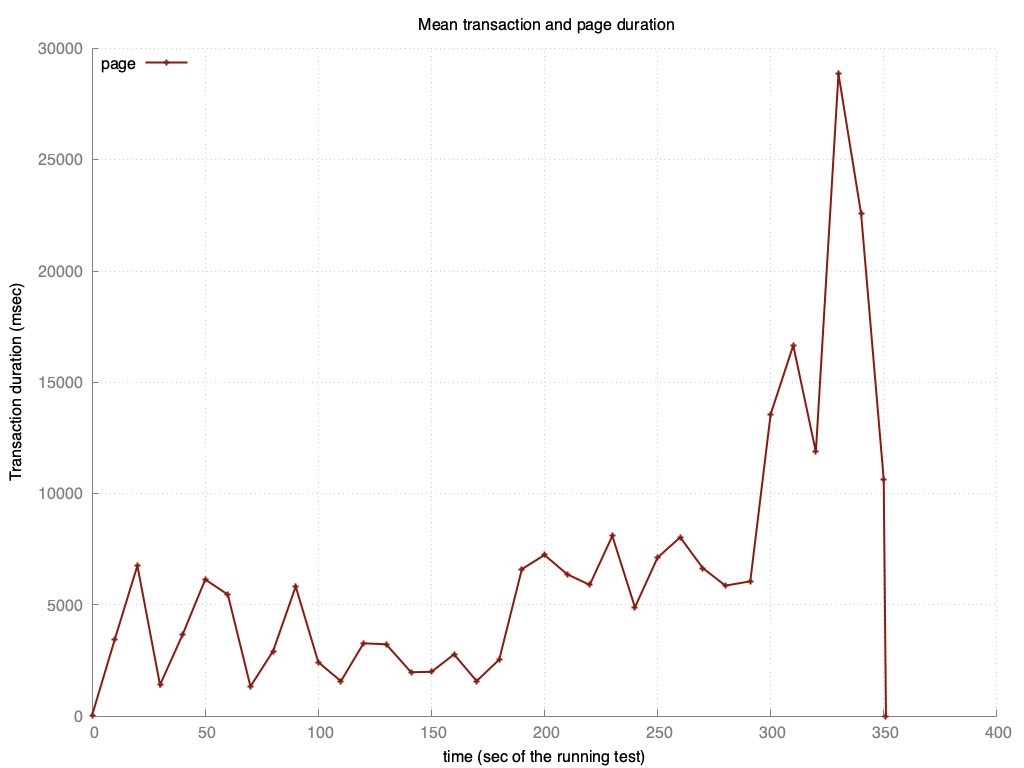 Mean transaction and page duration
30000
page
25000
20000
15000
10000
5000
0
Transaction duration (msec)
0 50 100 150 200 250 300 350 400
time (sec of the running test)